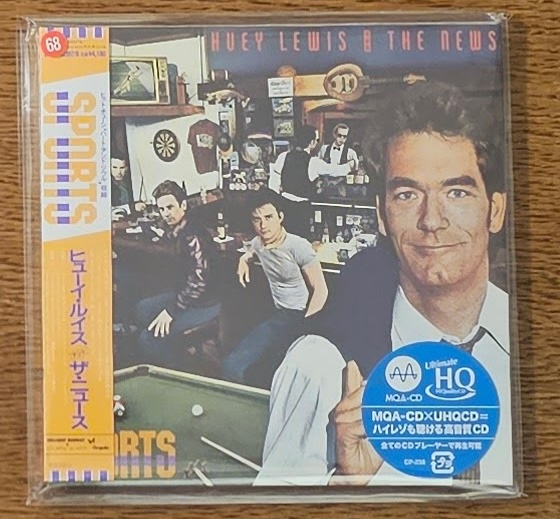 68
HUEY LEWIS & THE NEWS
¥4,180
SPORTS
ヒューイ・ルイス
ザ・ニュース
SPORTS
Ultimate
HQ
MQA-CD
MQA-CD×UHQCD=
ハイレゾも聴ける高音質CD
全てのCDプレーヤーで再生可能